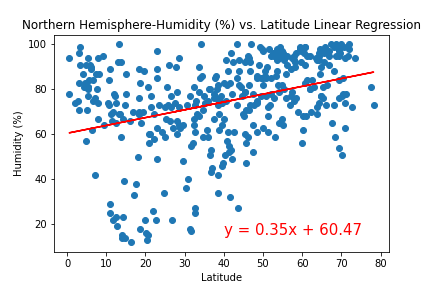 Northern Hemisphere-Humidity (%) vs. Latitude Linear Regression
100
80
60
40
20
Humidity (%)
y = 0.35x + 60.47
0 10 20 30 40 50 60 70 80
Latitude